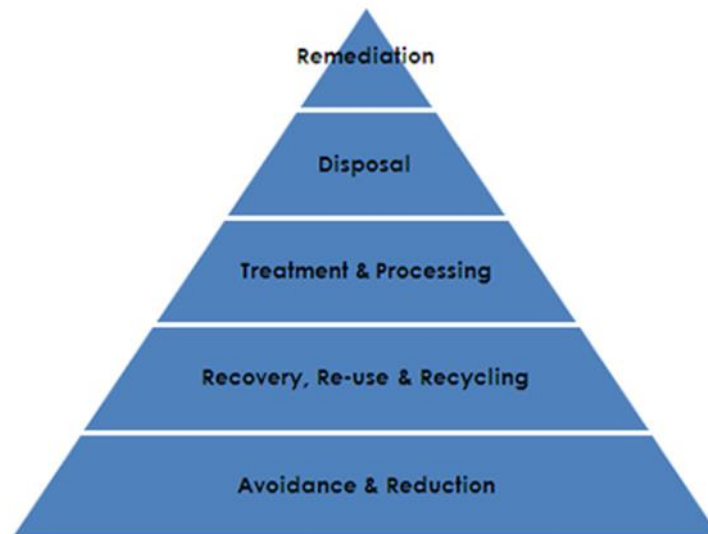 Remediation
Disposal
Treatment & Processing
Recovery, Re-use & Recycling
Avoidance & Reduction